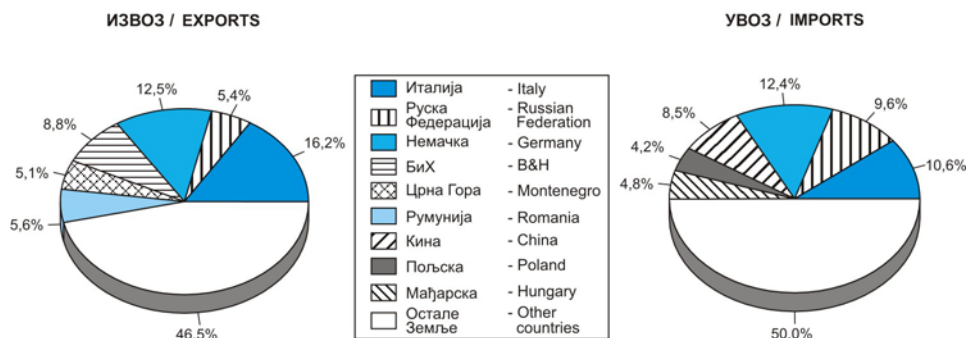 ИЗВОЗ / EXPORTS
УВОЗ / IMPORTS
12,5%
5,4%
8,8%
16,2%
5,1%
5,6%
46,5%
Италија - Italy
Руска - Russian
Федерација Federation
Немачка - Germany
БиХ - B&H
Црна Гора - Montenegro
Румунија - Romania
Кина - China
Пољска - Poland
Мађарска - Hungary
Остале - Other
Земље countries
12,4%
9,6%
8,5%
4,2%
10,6%
4,8%
50,0%